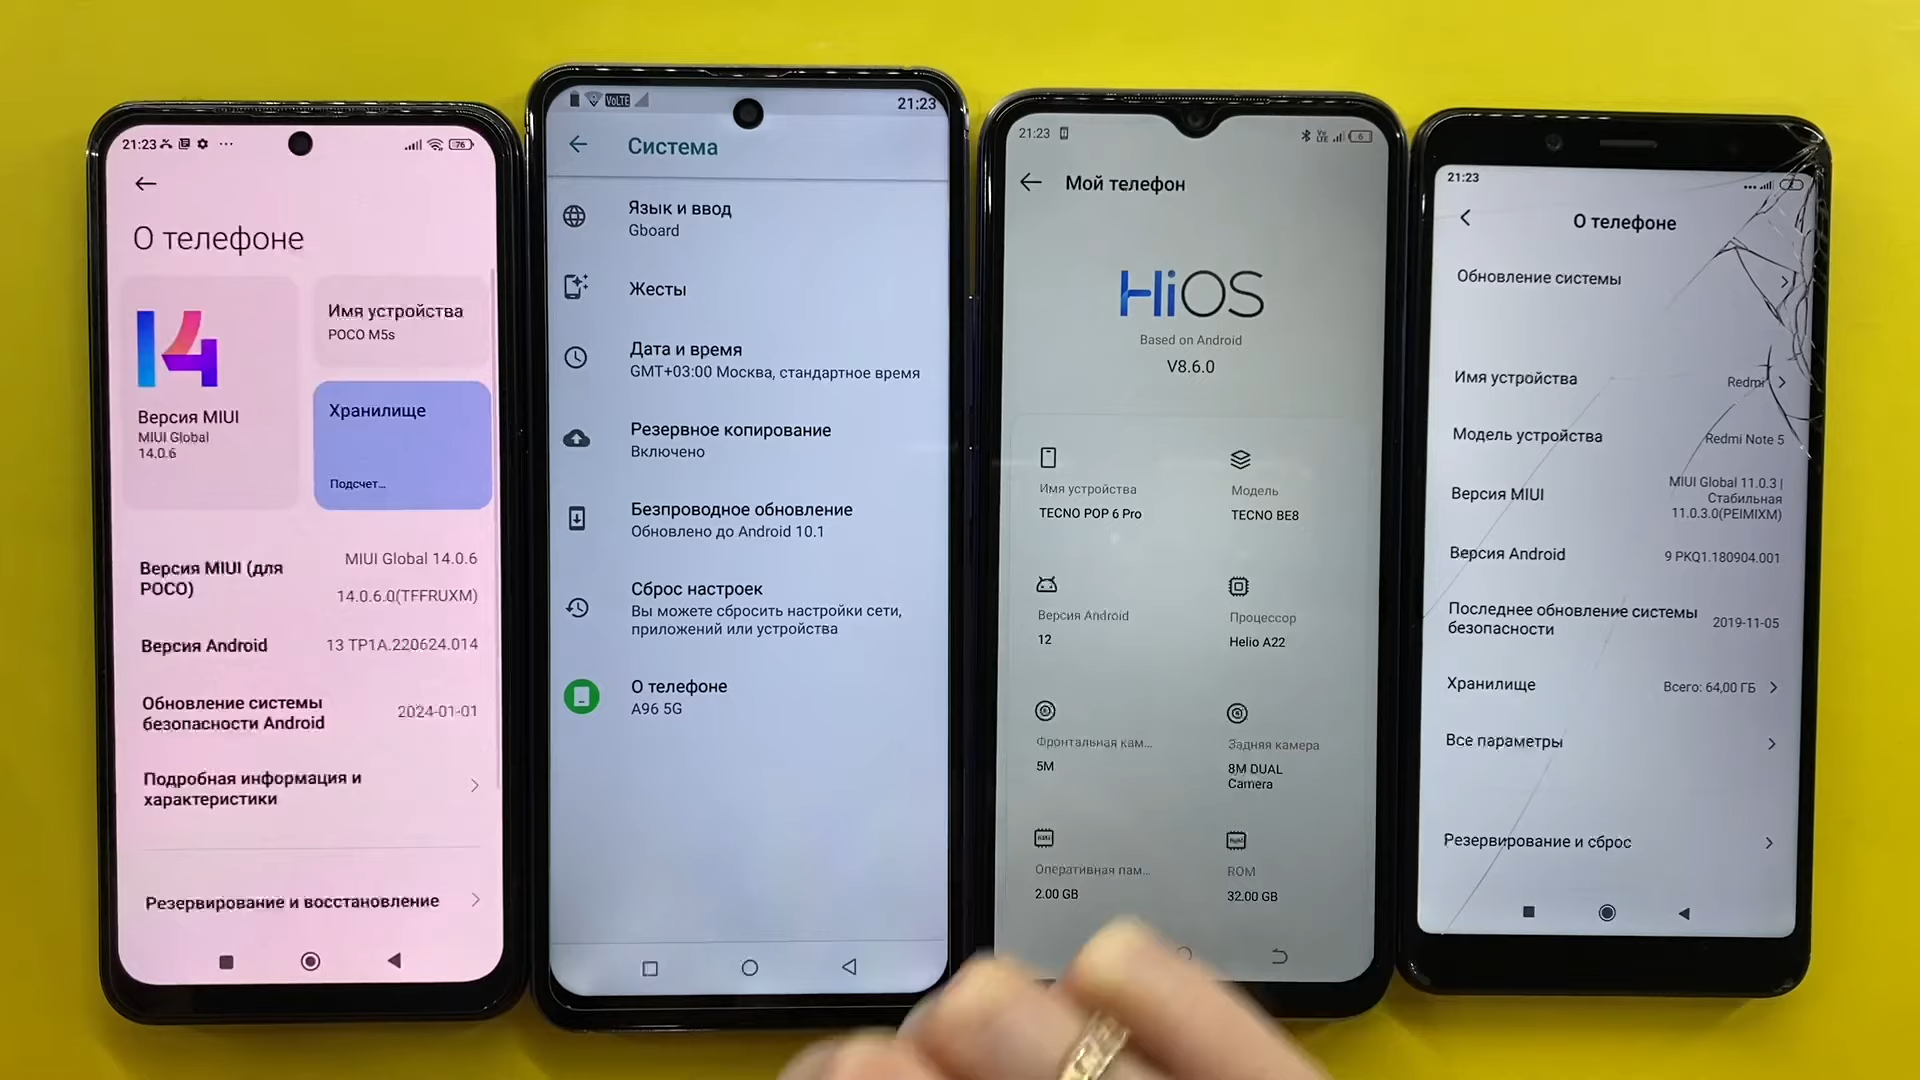 21:23
76
О телефоне
14
Версия MIUI
MIUI Global
14.0.6
Имя устройства
POCO M5s
Хранилище
Подсчет...
Версия MIUI (для
POCO)
MIUI Global 14.0.6
14.0.6.0(TFFRUXM)
Версия Android
13 TP1A.220624.014
Обновление системы
безопасности Android
2024-01-01
Подробная информация и
характеристики
Резервирование и восстановление
VoLTE
21:23
Система
Язык и ввод
Gboard
Жесты
Дата и время
GMT+03:00 Москва, стандартное время
Резервное копирование
Включено
Безпроводное обновление
Обновлено до Android 10.1
Сброс настроек
Вы можете сбросить настройки сети,
приложений или устройства
О телефоне
A96 5G
21:23
Vo
LTE
6
Мой телефон
HiOS
Based on Android
V8.6.0
Имя устройства
TECNO POP 6 Pro
Модель
TECNO BE8
Версия Android
12
Процессор
Helio A22
Фронтальная кам...
5M
Задняя камера
8M DUAL
Camera
Оперативная пам...
2.00 GB
ROM
32.00 GB
21:23
О телефоне
Обновление системы
Имя устройства
Redmi
Модель устройства
Redmi Note 5
Версия MIUI
MIUI Global 11.0.3 |
Стабильная
11.0.3.0(PEIMIXM)
Версия Android
9 PKQ1.180904.001
Последнее обновление системы
безопасности
2019-11-05
Хранилище
Всего: 64,00 ГБ
Все параметры
Резервирование и сброс